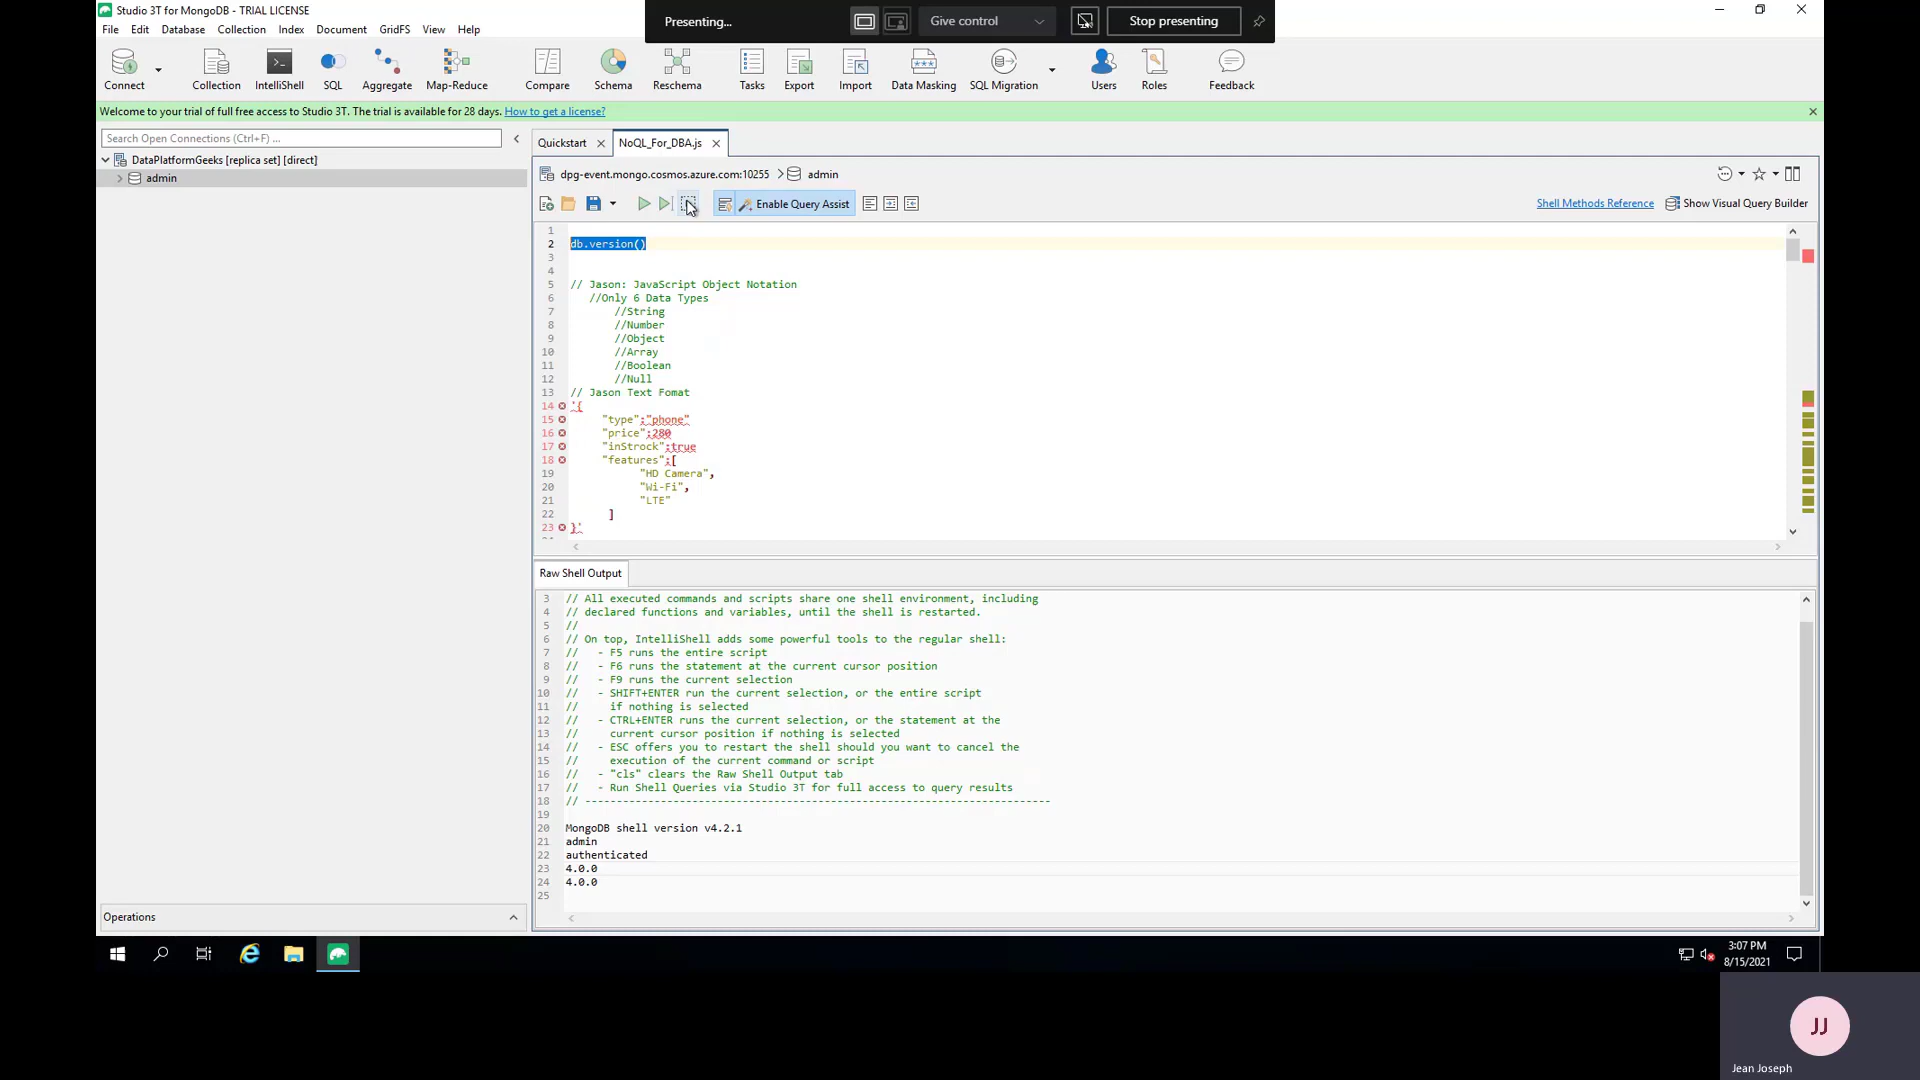 Studio 3T for MongoDB - TRIAL LICENSE
Presenting...
Give control
Stop presenting
File Edit Database Collection Index Document GridFS View Help
Connect Collection IntelliShell SQL Aggregate Map-Reduce Compare Schema Reschema Tasks Export Import Data Masking SQL Migration Users Roles Feedback
Welcome to your trial of full free access to Studio 3T. The trial is available for 28 days. How to get a license?
Search Open Connections (Ctrl+F) ...
DataPlatformGeeks [replica set] [direct]
admin
Quickstart NoQL_For_DBA.js
dpg-event.mongo.cosmos.azure.com:10255 admin
Enable Query Assist
Shell Methods Reference Show Visual Query Builder
1
2 db.version()
3
4
5 // Jason: JavaScript Object Notation
6 //Only 6 Data Types
7 //String
8 //Number
9 //Object
10 //Array
11 //Boolean
12 //Null
13 // Jason Text Fomat
14 '{
15 "type":"phone"
16 "price":280
17 "inStrock":true
18 "features":[
19 "HD Camera",
20 "Wi-Fi",
21 "LTE"
22 ]
23 }'
Raw Shell Output
3 // All executed commands and scripts share one shell environment, including
4 // declared functions and variables, until the shell is restarted.
5 //
6 // On top, IntelliShell adds some powerful tools to the regular shell:
7 // - F5 runs the entire script
8 // - F6 runs the statement at the current cursor position
9 // - F9 runs the current selection
10 // - SHIFT+ENTER run the current selection, or the entire script
11 // if nothing is selected
12 // - CTRL+ENTER runs the current selection, or the statement at the
13 // current cursor position if nothing is selected
14 // - ESC offers you to restart the shell should you want to cancel the
15 // execution of the current command or script
16 // - "cls" clears the Raw Shell Output tab
17 // - Run Shell Queries via Studio 3T for full access to query results
18 // -------------------------------------------------------------------------
19
20 MongoDB shell version v4.2.1
21 admin
22 authenticated
23 4.0.0
24 4.0.0
25
Operations
3:07 PM
8/15/2021
JJ
Jean Joseph